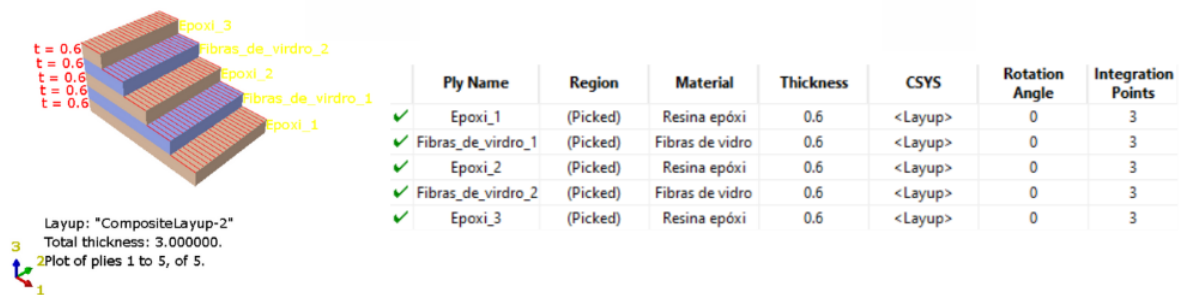 Epoxi_3
t = 0.6
Fibras_de_virdro_2
t = 0.6
t = 0.6
Epoxi_2
t = 0.6
Fibras_de_virdro_1
t = 0.6
Epoxi_1
Layup: "CompositeLayup-2"
Total thickness: 3.000000.
Plot of plies 1 to 5, of 5.
3
2
1
Ply Name Region Material Thickness CSYS Rotation Angle Integration Points
Epoxi_1 (Picked) Resina epóxi 0.6 <Layup> 0 3
Fibras_de_virdro_1 (Picked) Fibras de vidro 0.6 <Layup> 0 3
Epoxi_2 (Picked) Resina epóxi 0.6 <Layup> 0 3
Fibras_de_virdro_2 (Picked) Fibras de vidro 0.6 <Layup> 0 3
Epoxi_3 (Picked) Resina epóxi 0.6 <Layup> 0 3